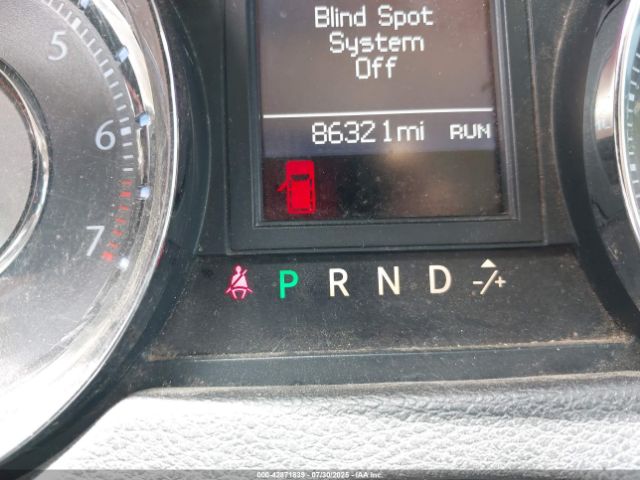 5
6
7
Blind Spot
System
Off
86321mi RUN
P R N D -/+
000-42871839 - 07/30/2025 - IAA Inc.